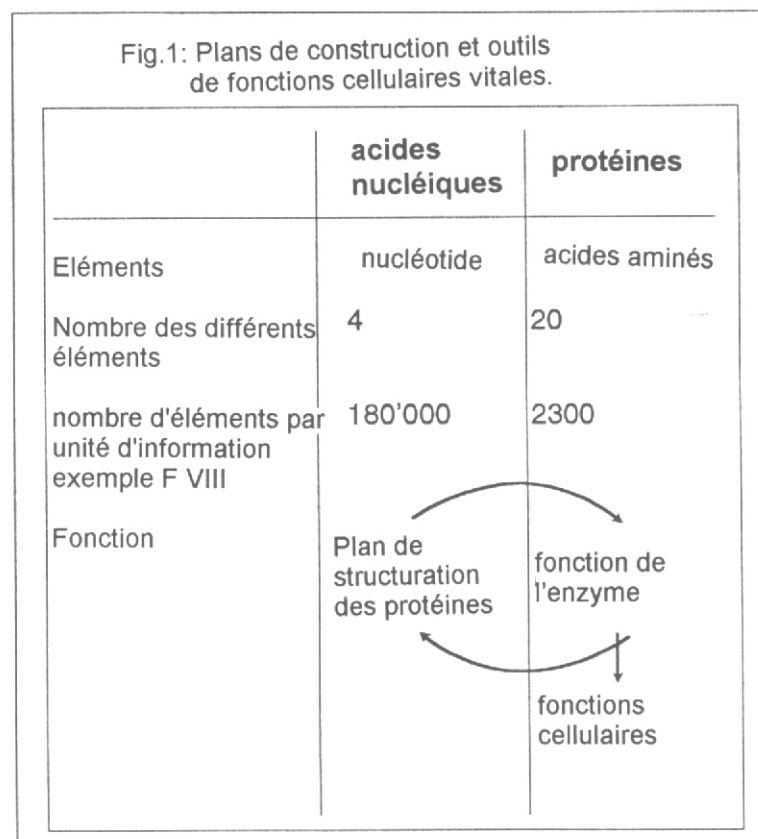 Fig.1: Plans de construction et outils
de fonctions cellulaires vitales.
acides
nucléiques
protéines
Eléments
nucléotide
acides aminés
Nombre des différents
éléments
4
20
nombre d'éléments par
unité d'information
exemple F VIII
180'000
2300
Fonction
Plan de
structuration
des protéines
fonction de
l'enzyme
fonctions
cellulaires